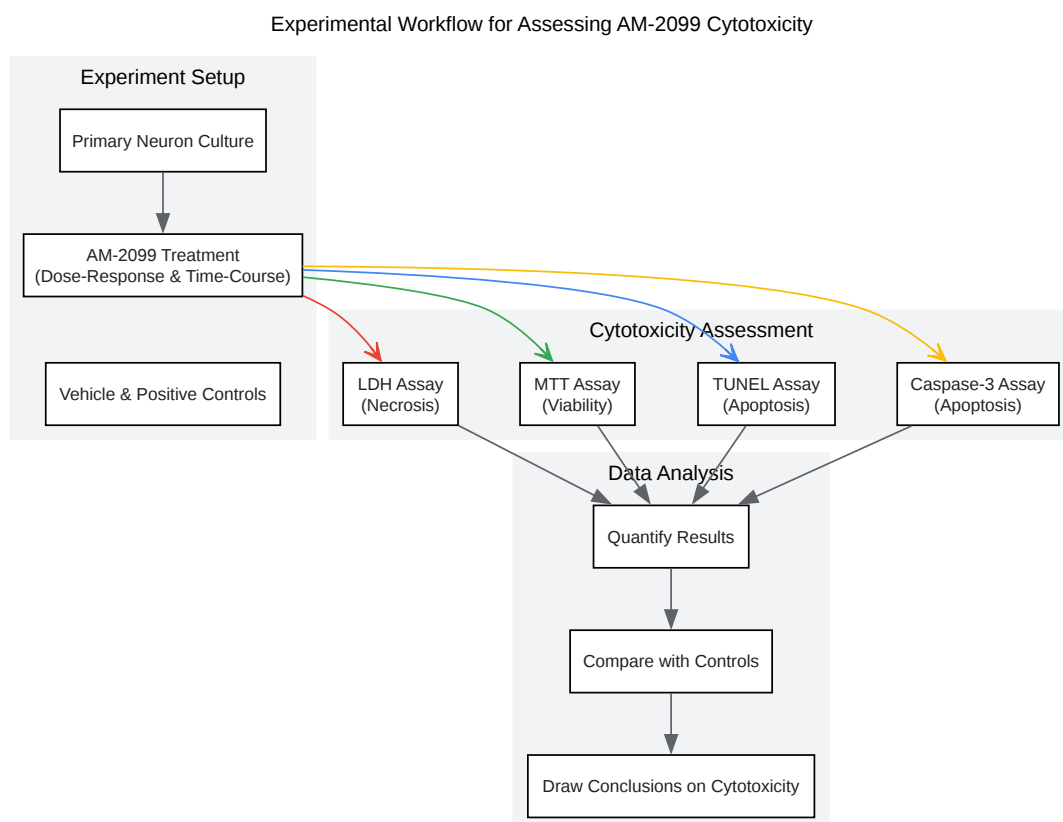 Experimental Workflow for Assessing AM-2099 Cytotoxicity
Experiment Setup
Primary Neuron Culture
AM-2099 Treatment
(Dose-Response & Time-Course)
Vehicle & Positive Controls
Cytotoxicity Assessment
LDH Assay
(Necrosis)
MTT Assay
(Viability)
TUNEL Assay
(Apoptosis)
Caspase-3 Assay
(Apoptosis)
Data Analysis
Quantify Results
Compare with Controls
Draw Conclusions on Cytotoxicity